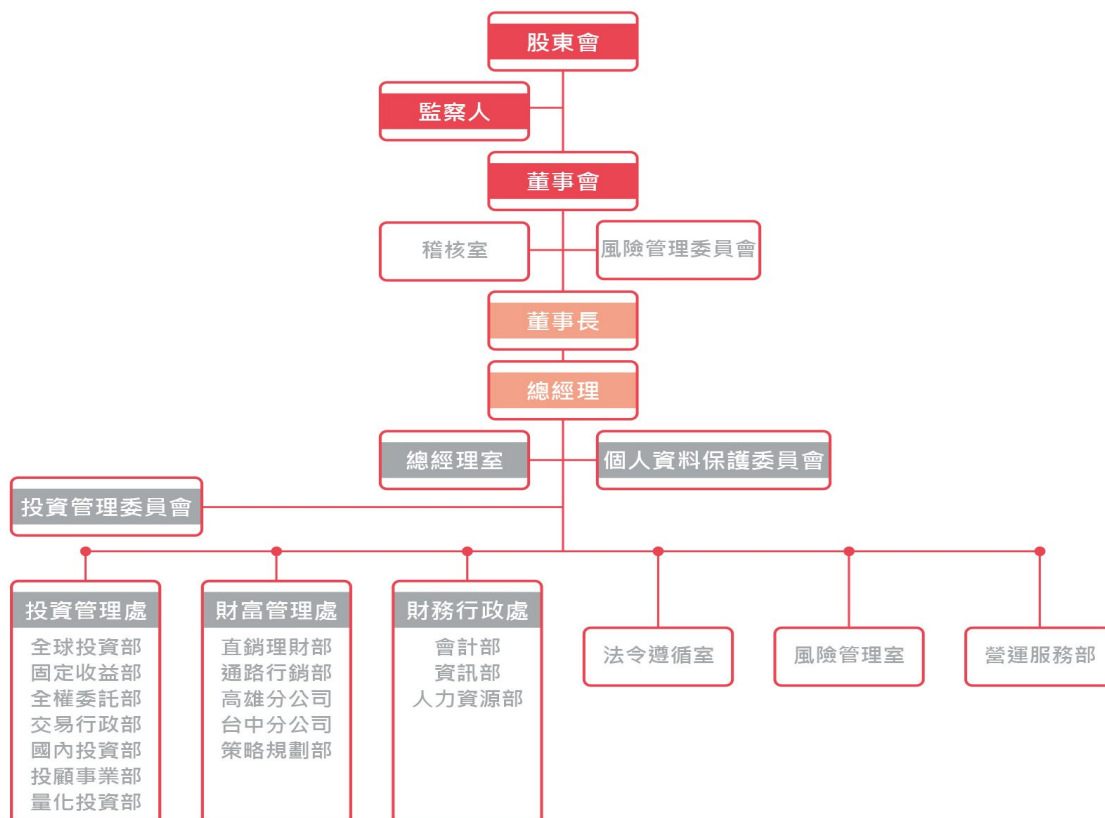 股東會
監察人
董事會
稽核室
風險管理委員會
董事長
總經理
總經理室
個人資料保護委員會
投資管理委員會
投資管理處
全球投資部
固定收益部
全權委託部
交易行政部
國內投資部
投顧事業部
量化投資部
財富管理處
直銷理財部
通路行銷部
高雄分公司
台中分公司
策略規劃部
財務行政處
會計部
資訊部
人力資源部
法令遵循室
風險管理室
營運服務部